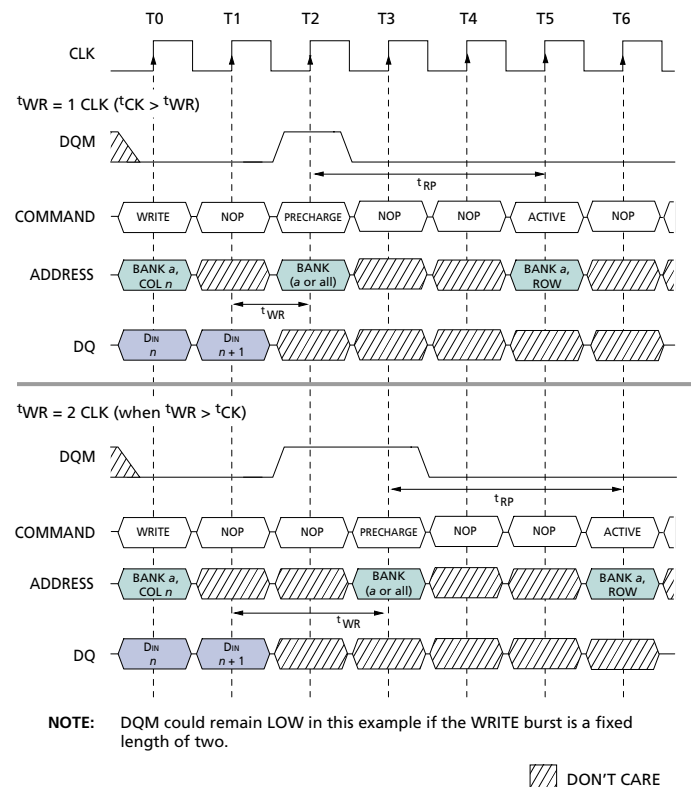 T0 T1 T2 T3 T4 T5 T6
CLK
tWR = 1 CLK (tCK > tWR)
DQM
tRP
COMMAND WRITE NOP PRECHARGE NOP NOP ACTIVE NOP
ADDRESS BANK a, COL n BANK (a or all) BANK a, ROW
tWR
DQ DIN n DIN n + 1
tWR = 2 CLK (when tWR > tCK)
DQM
tRP
COMMAND WRITE NOP NOP PRECHARGE NOP NOP ACTIVE
ADDRESS BANK a, COL n BANK (a or all) BANK a, ROW
tWR
DQ DIN n DIN n + 1
NOTE: DQM could remain LOW in this example if the WRITE burst is a fixed
length of two.
DON'T CARE